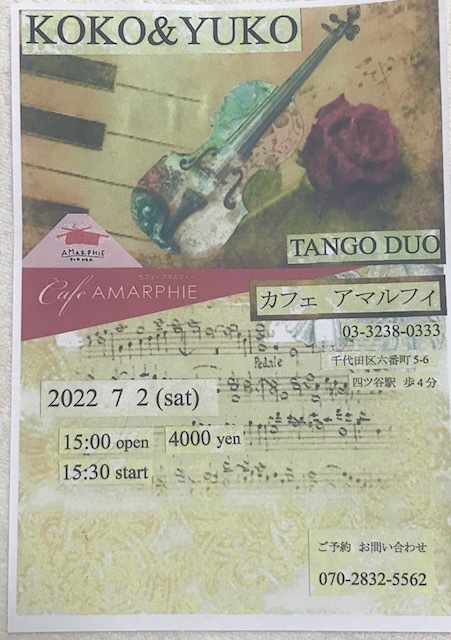 KOKO&YUKO
TANGO DUO
AMARPHIE
カフェ・アマルフィー
Cafe AMARPHIE
カフェ アマルフィ
03-3238-0333
千代田区六番町5-6
四ツ谷駅 歩4分
Pedale
2022 7 2 (sat)
15:00 open 4000 yen
15:30 start
ご予約 お問い合わせ
070-2832-5562